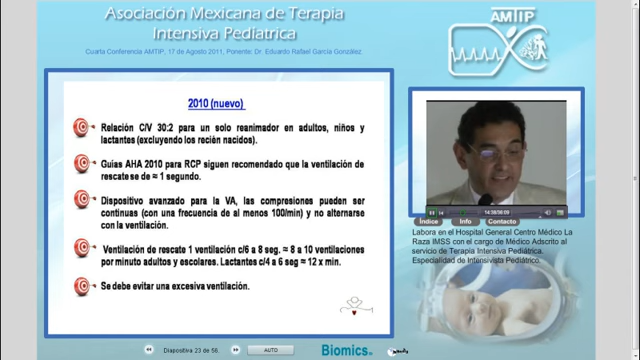 Asociación Mexicana de Terapia
Intensiva Pediatrica
Cuarta Conferencia AMTIP, 17 de Agosto 2011, Ponente: Dr. Eduardo Rafael García González.
AMTIP
2010 (nuevo)
Relación C/V 30:2 para un solo reanimador en adultos, niños y
lactantes (excluyendo los recién nacidos).
Guías AHA 2010 para RCP siguen recomendado que la ventilación de
rescate se de ≈ 1 segundo.
Dispositivo avanzado para la VA, las compresiones pueden ser
continuas (con una frecuencia de al menos 100/min) y no alternarse
con la ventilación.
Ventilación de rescate 1 ventilación c/6 a 8 seg. ≈ 8 a 10 ventilaciones
por minuto adultos y escolares. Lactantes c/4 a 6 seg ≈ 12 x min.
Se debe evitar una excesiva ventilación.
Índice Info Contacto
Labora en el Hospital General Centro Médico La
Raza IMSS con el cargo de Médico Adscrito al
servicio de Terapia Intensiva Pediátrica.
Especialidad de Intensivista Pediátrico.
Diapositiva 23 de 56
AUTO
Biomics